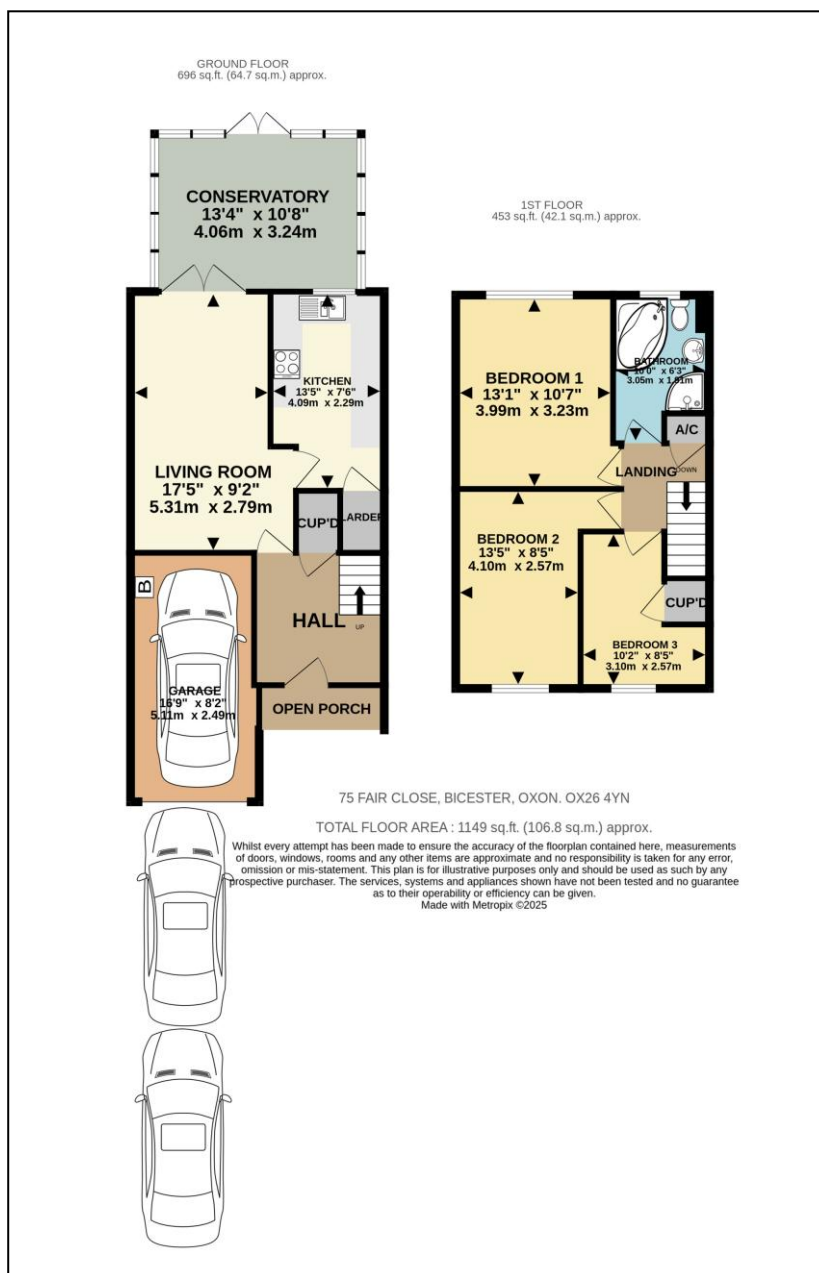 GROUND FLOOR
696 sq.ft. (64.7 sq.m.) approx.
CONSERVATORY
13'4" x 10'8"
4.06m x 3.24m
KITCHEN
13'5" x 7'6"
4.09m x 2.29m
LIVING ROOM
17'5" x 9'2"
5.31m x 2.79m
CUP'D
LARDER
B
HALL
UP
GARAGE
16'9" x 8'2"
5.11m x 2.49m
OPEN PORCH
1ST FLOOR
453 sq.ft. (42.1 sq.m.) approx.
BATHROOM
10'0" x 6'3"
3.05m x 1.91m
BEDROOM 1
13'1" x 10'7"
3.99m x 3.23m
A/C
LANDING
DOWN
BEDROOM 2
13'5" x 8'5"
4.10m x 2.57m
CUP'D
BEDROOM 3
10'2" x 8'5"
3.10m x 2.57m
75 FAIR CLOSE, BICESTER, OXON. OX26 4YN
TOTAL FLOOR AREA : 1149 sq.ft. (106.8 sq.m.) approx.
Whilst every attempt has been made to ensure the accuracy of the floorplan contained here, measurements
of doors, windows, rooms and any other items are approximate and no responsibility is taken for any error,
omission or mis-statement. This plan is for illustrative purposes only and should be used as such by any
prospective purchaser. The services, systems and appliances shown have not been tested and no guarantee
as to their operability or efficiency can be given.
Made with Metropix ©2025